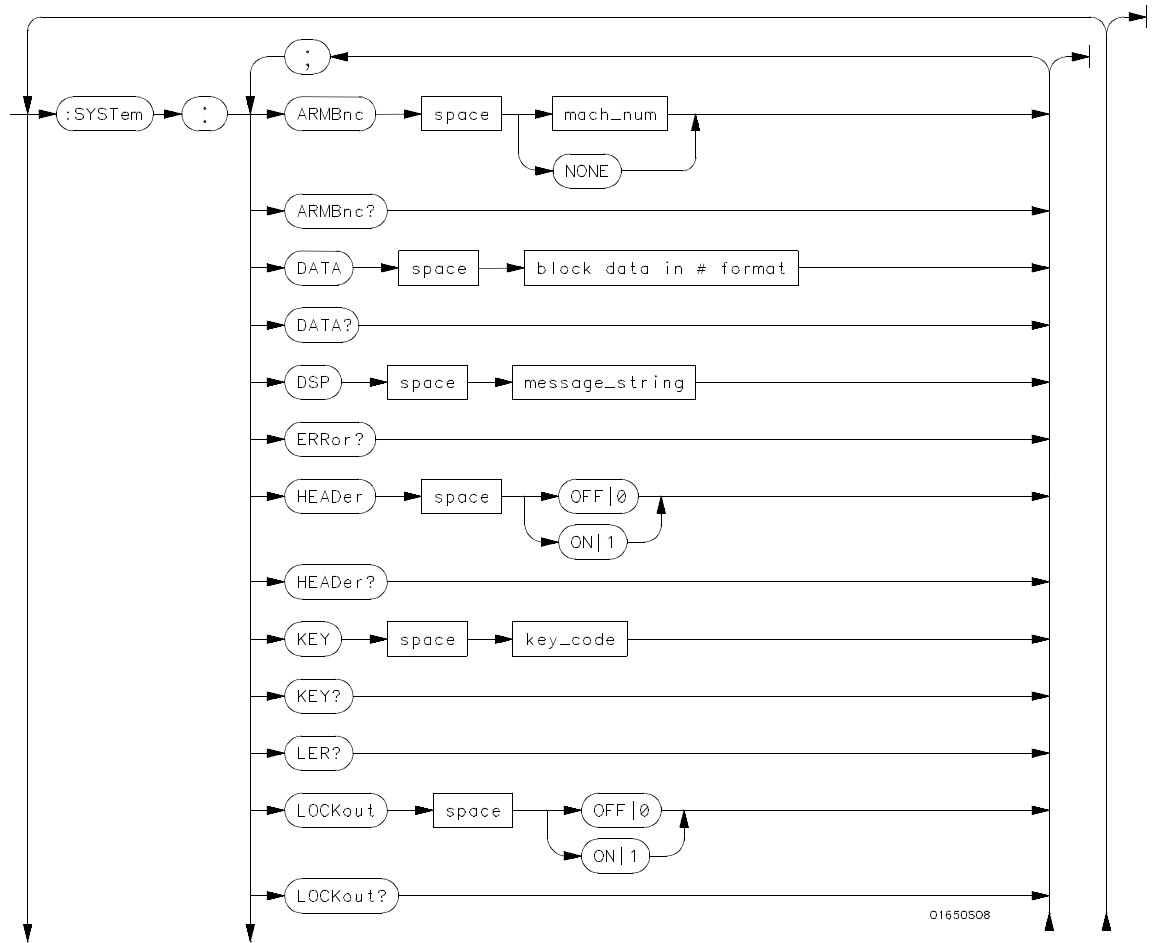 ;
:SYSTem : ARMBnc space mach_num
NONE
ARMBnc?
DATA space block data in # format
DATA?
DSP space message_string
ERRor?
HEADer space OFF|0
ON|1
HEADer?
KEY space key_code
KEY?
LER?
LOCKout space OFF|0
ON|1
LOCKout?
01650S08